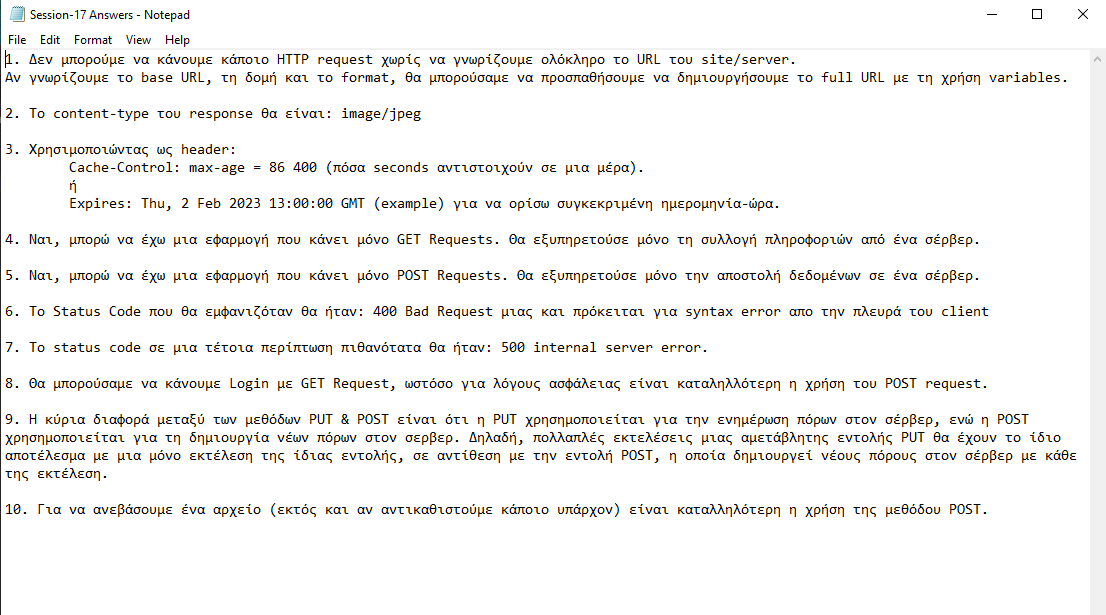 Session-17 Answers - Notepad
File Edit Format View Help
1. Δεν μπορούμε να κάνουμε κάποιο HTTP request χωρίς να γνωρίζουμε ολόκληρο το URL του site/server.
Αν γνωρίζουμε το base URL, τη δομή και το format, θα μπορούσαμε να προσπαθήσουμε να δημιουργήσουμε το full URL με τη χρήση variables.
2. Το content-type του response θα είναι: image/jpeg
3. Χρησιμοποιώντας ως header:
Cache-Control: max-age = 86 400 (πόσα seconds αντιστοιχούν σε μια μέρα).
ή
Expires: Thu, 2 Feb 2023 13:00:00 GMT (example) για να ορίσω συγκεκριμένη ημερομηνία-ώρα.
4. Ναι, μπορώ να έχω μια εφαρμογή που κάνει μόνο GET Requests. Θα εξυπηρετούσε μόνο τη συλλογή πληροφοριών από ένα σέρβερ.
5. Ναι, μπορώ να έχω μια εφαρμογή που κάνει μόνο POST Requests. Θα εξυπηρετούσε μόνο την αποστολή δεδομένων σε ένα σέρβερ.
6. Το Status Code που θα εμφανιζόταν θα ήταν: 400 Bad Request μιας και πρόκειται για syntax error απο την πλευρά του client
7. Το status code σε μια τέτοια περίπτωση πιθανότατα θα ήταν: 500 internal server error.
8. Θα μπορούσαμε να κάνουμε Login με GET Request, ωστόσο για λόγους ασφάλειας είναι καταληλλότερη η χρήση του POST request.
9. Η κύρια διαφορά μεταξύ των μεθόδων PUT & POST είναι ότι η PUT χρησημοποιείται για την ενημέρωση πόρων στον σέρβερ, ενώ η POST
χρησημοποιείται για τη δημιουργία νέων πόρων στον σερβερ. Δηλαδή, πολλαπλές εκτελέσεις μιας αμετάβλητης εντολής PUT θα έχουν το ίδιο
αποτέλεσμα με μια μόνο εκτέλεση της ίδιας εντολής, σε αντίθεση με την εντολή POST, η οποία δημιουργεί νέους πόρους στον σέρβερ με κάθε
της εκτέλεση.
10. Για να ανεβάσουμε ένα αρχείο (εκτός και αν αντικαθιστούμε κάποιο υπάρχον) είναι καταλληλότερη η χρήση της μεθόδου POST.